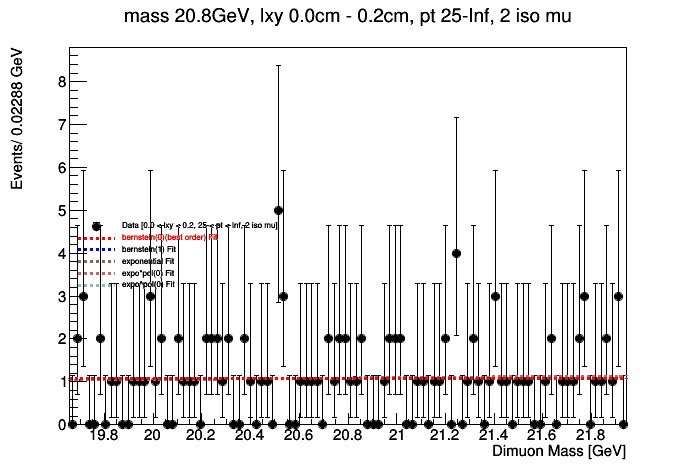 mass 20.8GeV, lxy 0.0cm - 0.2cm, pt 25-Inf, 2 iso mu
Events/ 0.02288 GeV
8
7
6
5
4
3
2
1
0
Data [0.0 < lxy < 0.2, 25 < pt < Inf, 2 iso mu]
bernstein(0)(best order) Fit
bernstein(1) Fit
exponential Fit
expo*pol(0) Fit
expo*pol(0) Fit
19.8 20 20.2 20.4 20.6 20.8 21 21.2 21.4 21.6 21.8
Dimuon Mass [GeV]